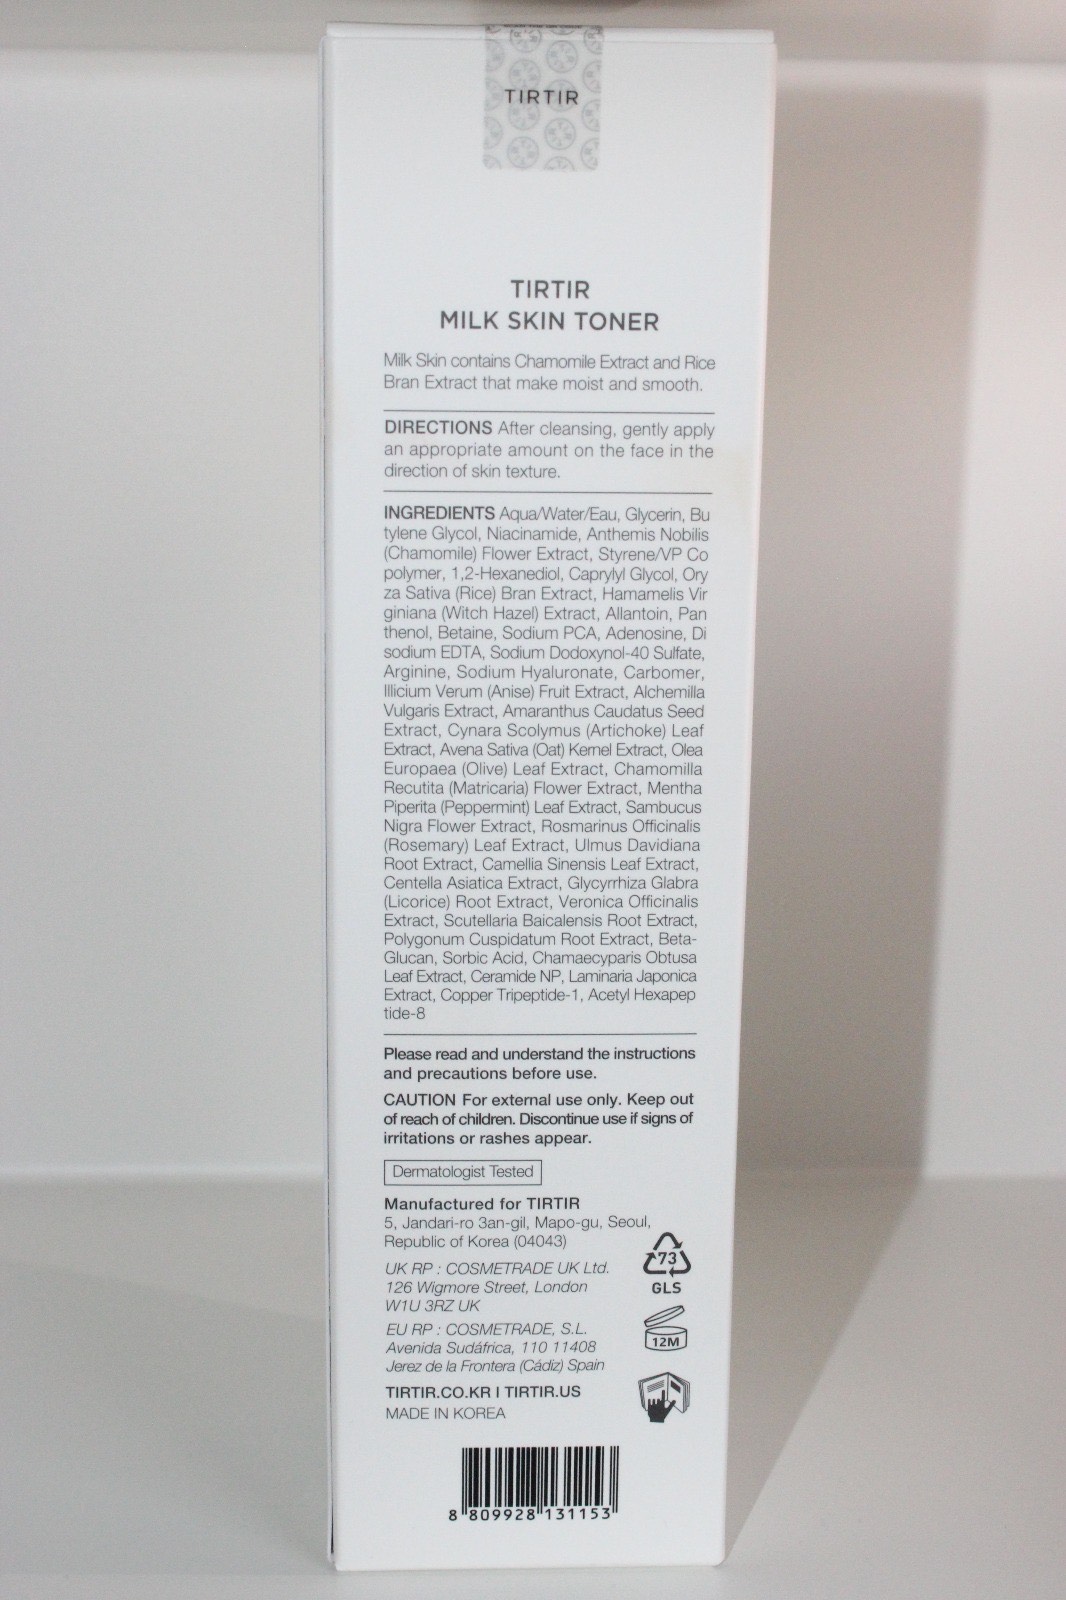 TIRTIR
TIRTIR
MILK SKIN TONER
Milk Skin contains Chamomile Extract and Rice
Bran Extract that make moist and smooth.
DIRECTIONS After cleansing, gently apply
an appropriate amount on the face in the
direction of skin texture.
INGREDIENTS Aqua/Water/Eau, Glycerin, Bu
tylene Glycol, Niacinamide, Anthemis Nobilis
(Chamomile) Flower Extract, Styrene/VP Co
polymer, 1,2-Hexanediol, Caprylyl Glycol, Ory
za Sativa (Rice) Bran Extract, Hamamelis Vir
giniana (Witch Hazel) Extract, Allantoin, Pan
thenol, Betaine, Sodium PCA, Adenosine, Di
sodium EDTA, Sodium Dodoxynol-40 Sulfate,
Arginine, Sodium Hyaluronate, Carbomer,
Illicium Verum (Anise) Fruit Extract, Alchemilla
Vulgaris Extract, Amaranthus Caudatus Seed
Extract, Cynara Scolymus (Artichoke) Leaf
Extract, Avena Sativa (Oat) Kernel Extract, Olea
Europaea (Olive) Leaf Extract, Chamomilla
Recutita (Matricaria) Flower Extract, Mentha
Piperita (Peppermint) Leaf Extract, Sambucus
Nigra Flower Extract, Rosmarinus Officinalis
(Rosemary) Leaf Extract, Ulmus Davidiana
Root Extract, Camellia Sinensis Leaf Extract,
Centella Asiatica Extract, Glycyrrhiza Glabra
(Licorice) Root Extract, Veronica Officinalis
Extract, Scutellaria Baicalensis Root Extract,
Polygonum Cuspidatum Root Extract, Beta-
Glucan, Sorbic Acid, Chamaecyparis Obtusa
Leaf Extract, Ceramide NP, Laminaria Japonica
Extract, Copper Tripeptide-1, Acetyl Hexapep
tide-8
Please read and understand the instructions
and precautions before use.
CAUTION For external use only. Keep out
of reach of children. Discontinue use if signs of
irritations or rashes appear.
Dermatologist Tested
Manufactured for TIRTIR
5, Jandari-ro 3an-gil, Mapo-gu, Seoul,
Republic of Korea (04043)
UK RP : COSMETRADE UK Ltd.
126 Wigmore Street, London
W1U 3RZ UK
EU RP : COSMETRADE, S.L.
Avenida Sudáfrica, 110 11408
Jerez de la Frontera (Cádiz) Spain
TIRTIR.CO.KR I TIRTIR.US
MADE IN KOREA
73
GLS
12M
8 809928 131153